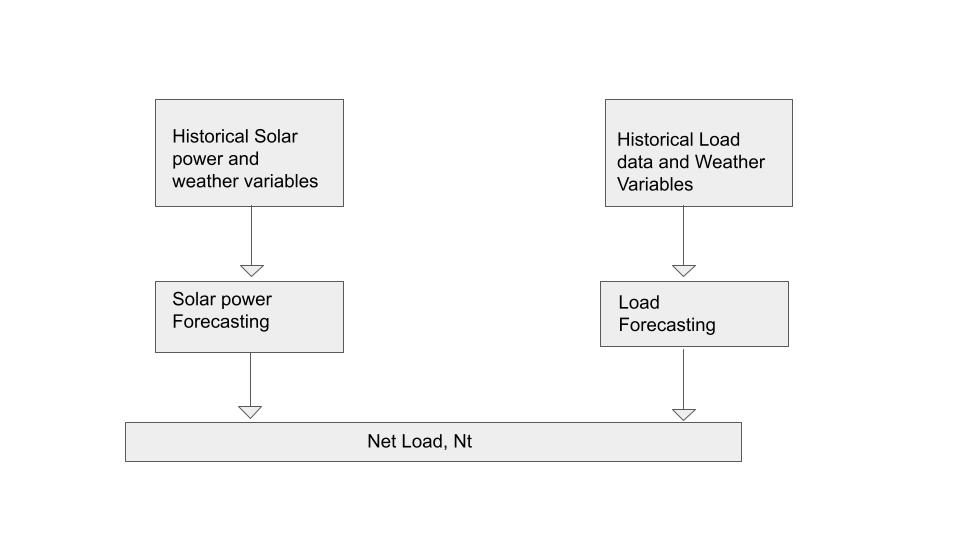 Historical Solar
power and
weather variables
Historical Load
data and Weather
Variables
Solar power
Forecasting
Load
Forecasting
Net Load, Nt